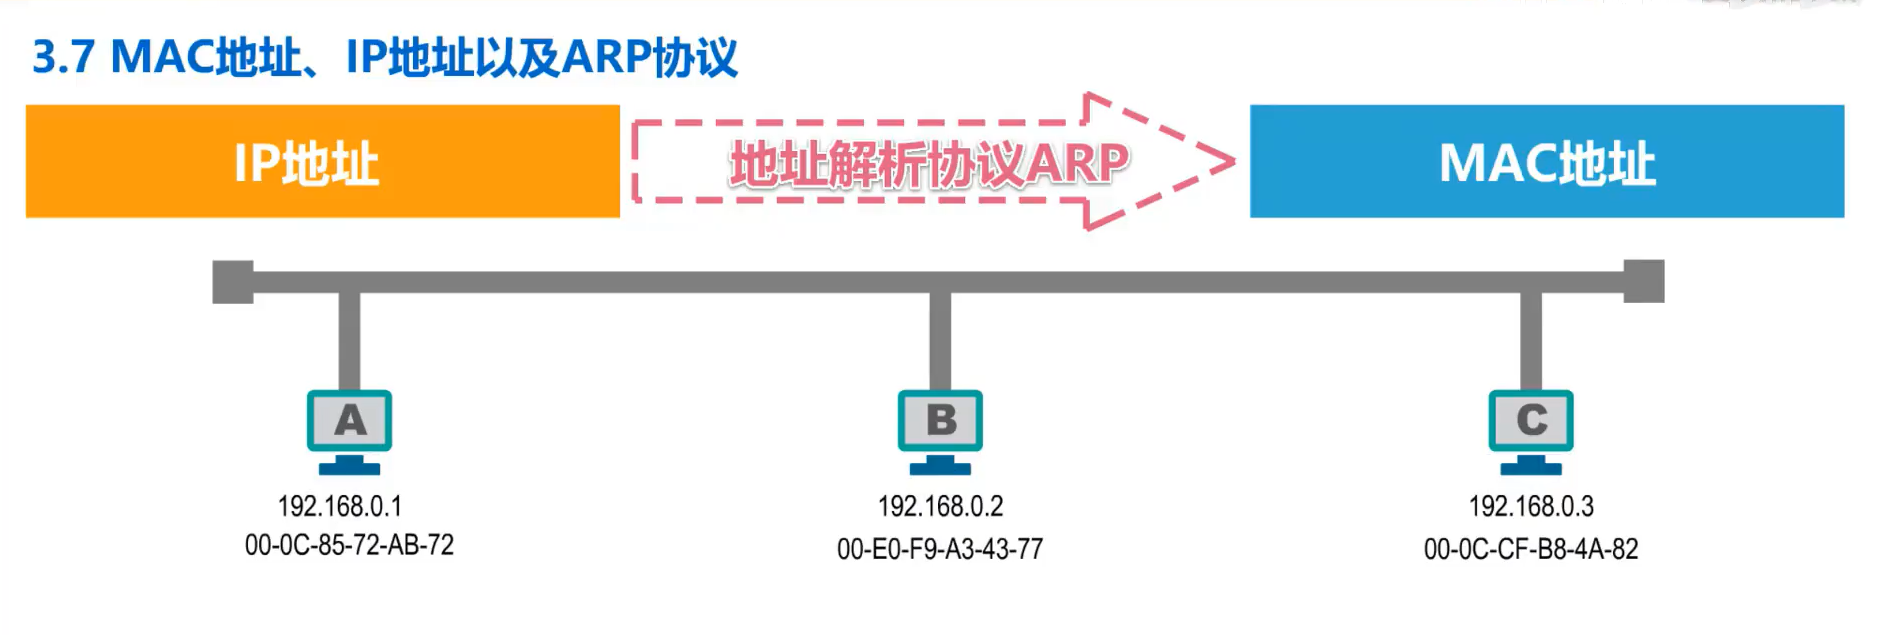 3.7 MAC地址、IP地址以及ARP协议
IP地址
地址解析协议ARP
MAC地址
A
B
C
192.168.0.1
192.168.0.2
192.168.0.3
00-0C-85-72-AB-72
00-E0-F9-A3-43-77
00-0C-CF-B8-4A-82